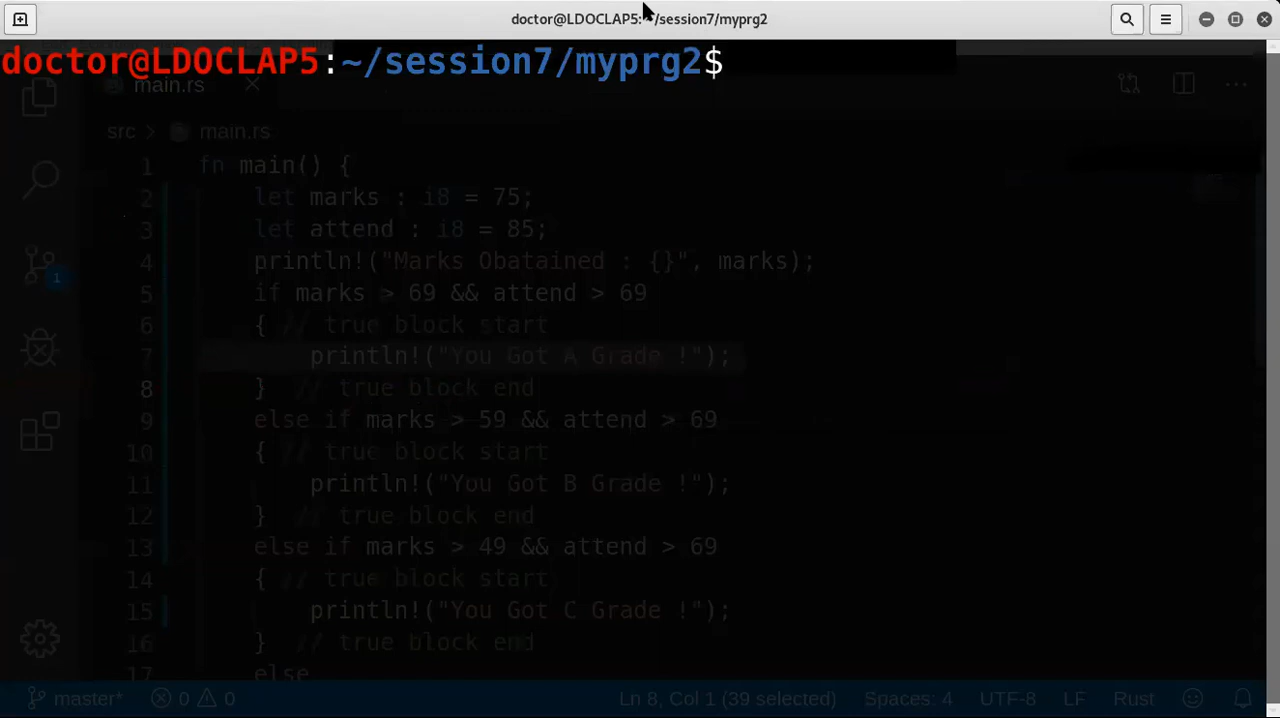 doctor@LDOCLAP5:~/session7/myprg2
doctor@LDOCLAP5:~/session7/myprg2$
main.rs
src > main.rs
1 fn main() {
2 let marks : i8 = 75;
3 let attend : i8 = 85;
4 println!("Marks Obatained : {}", marks);
5 if marks > 69 && attend > 69
6 { // true block start
7 println!("You Got A Grade !");
8 } // true block end
9 else if marks > 59 && attend > 69
10 { // true block start
11 println!("You Got B Grade !");
12 } // true block end
13 else if marks > 49 && attend > 69
14 { // true block start
15 println!("You Got C Grade !");
16 } // true block end
17 else
1
master* 0 0 Ln 8, Col 1 (39 selected) Spaces: 4 UTF-8 LF Rust